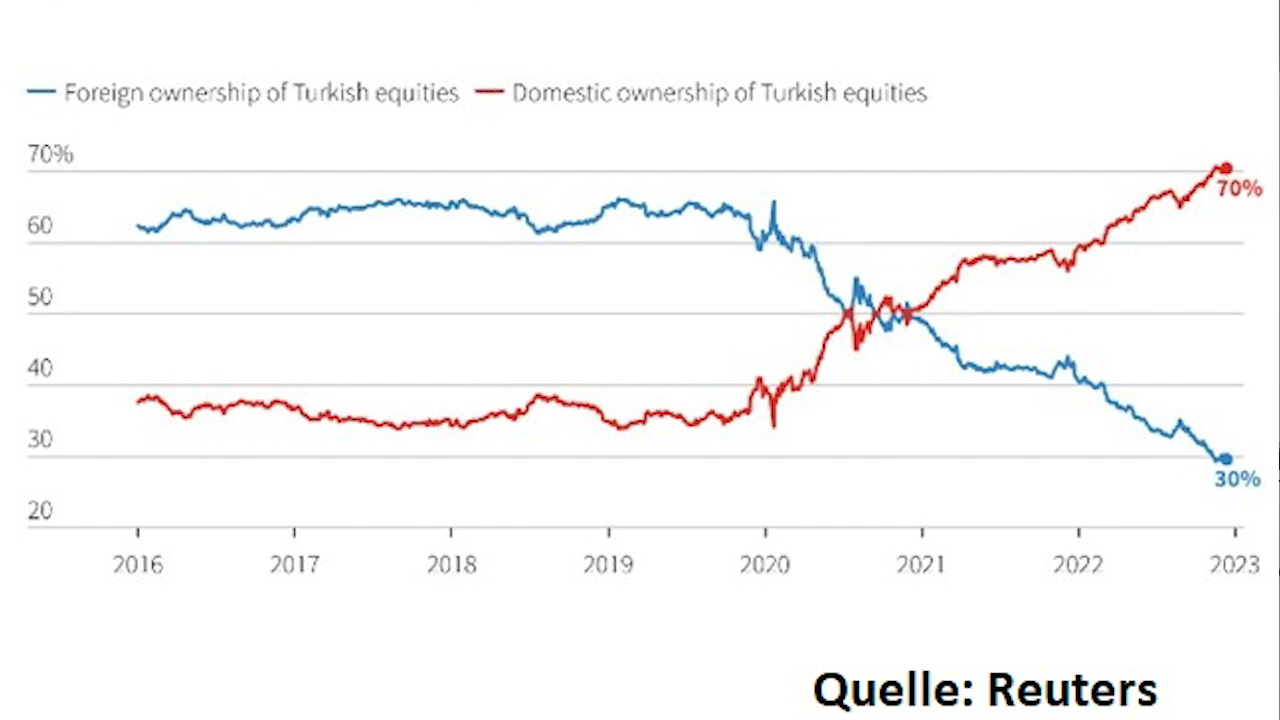 Foreign ownership of Turkish equities Domestic ownership of Turkish equities
70%
70%
60
50
40
30
30%
20
2016 2017 2018 2019 2020 2021 2022 2023
Quelle: Reuters